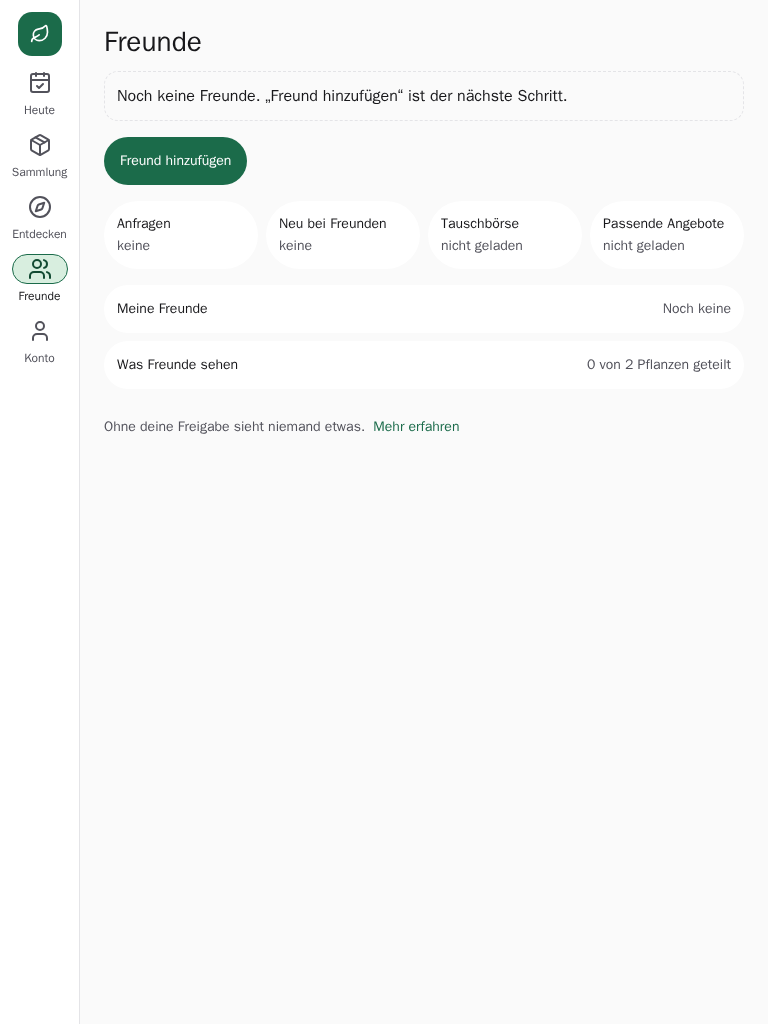 Freunde
Noch keine Freunde. „Freund hinzufügen“ ist der nächste Schritt.
Freund hinzufügen
Anfragen
keine
Neu bei Freunden
keine
Tauschbörse
nicht geladen
Passende Angebote
nicht geladen
Meine Freunde
Noch keine
Was Freunde sehen
0 von 2 Pflanzen geteilt
Ohne deine Freigabe sieht niemand etwas. Mehr erfahren
Heute
Sammlung
Entdecken
Freunde
Konto